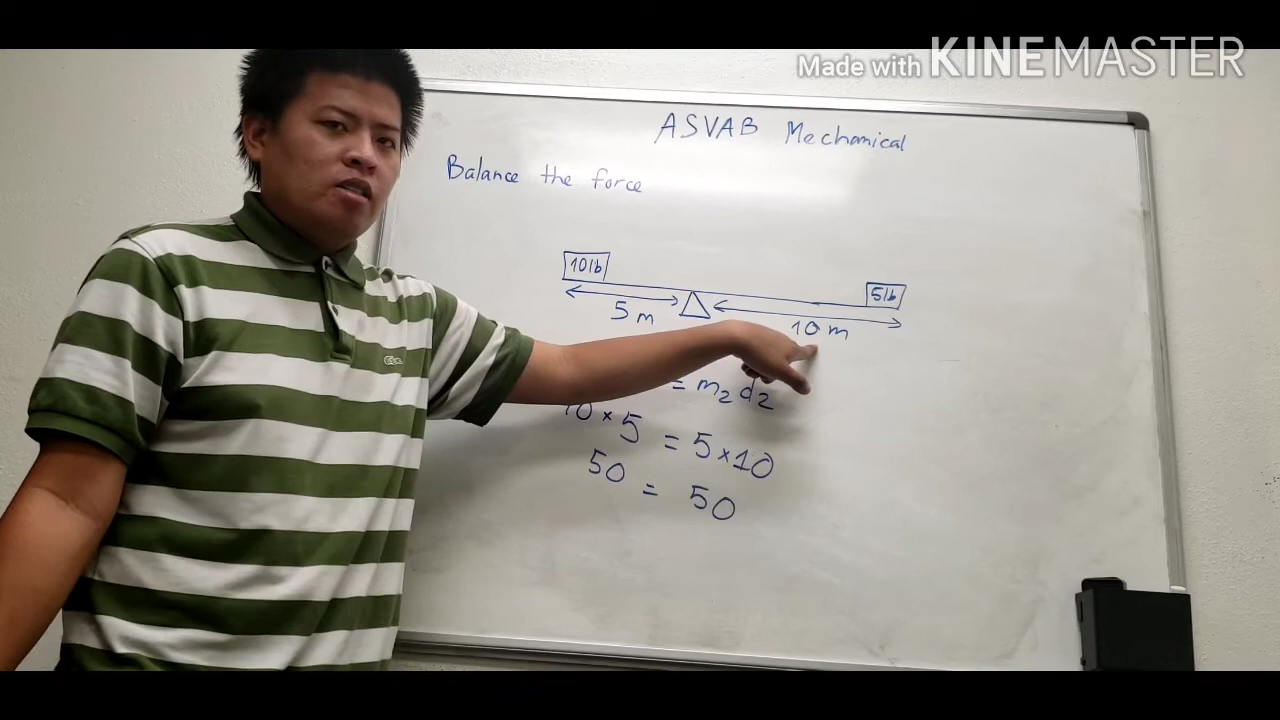 Made with KINEMASTER
ASVAB Mechanical
Balance the force
10lb
5lb
5 m
10 m
= m2 d2
10 × 5 = 5 × 10
50 = 50